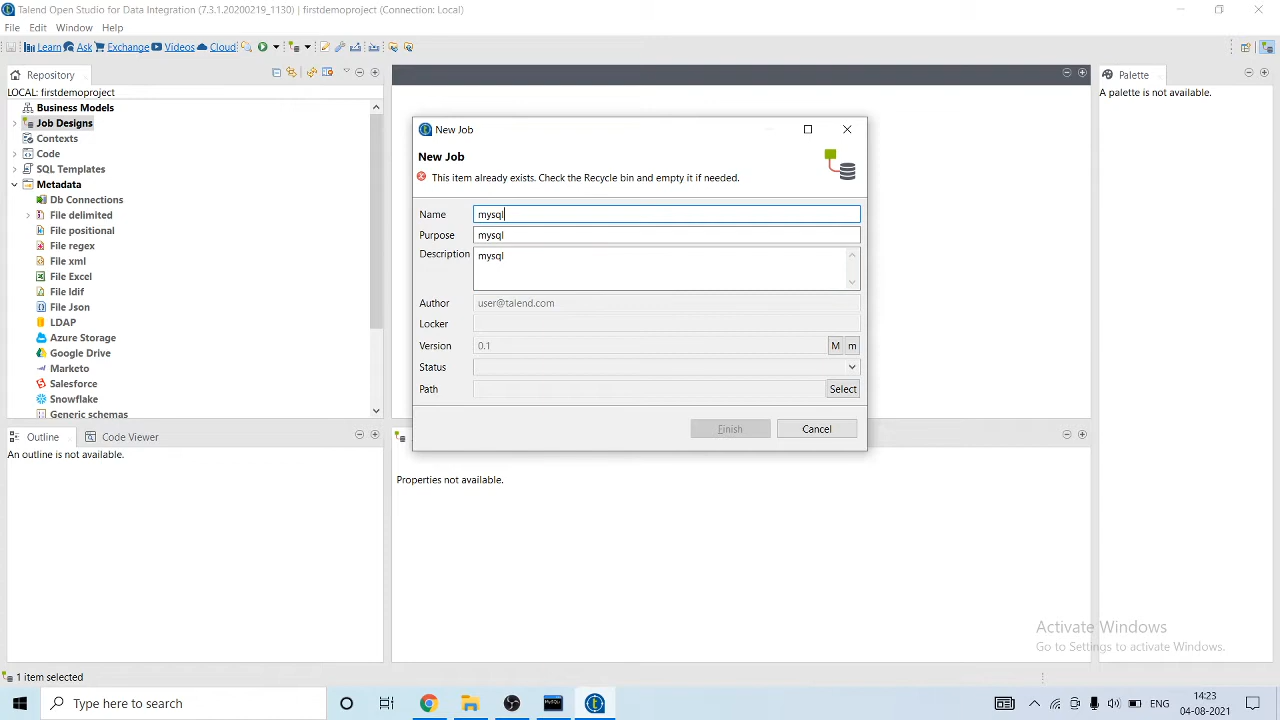 Talend Open Studio for Data Integration (7.3.1.20200219_1130) | firstdemoproject (Connection: Local)
File Edit Window Help
Learn Ask Exchange Videos Cloud
Repository
LOCAL: firstdemoproject
Business Models
Job Designs
Contexts
Code
SQL Templates
Metadata
Db Connections
File delimited
File positional
File regex
File xml
File Excel
File ldif
File Json
LDAP
Azure Storage
Google Drive
Marketo
Salesforce
Snowflake
Generic schemas
New Job
New Job
This item already exists. Check the Recycle bin and empty it if needed.
Name mysql
Purpose mysql
Description mysql
Author user@talend.com
Locker
Version 0.1 M m
Status
Path Select
Finish Cancel
Palette
A palette is not available.
Outline Code Viewer
An outline is not available.
Properties not available.
Activate Windows
Go to Settings to activate Windows.
1 item selected
Type here to search
MySQL
ENG
14:23
04-08-2021